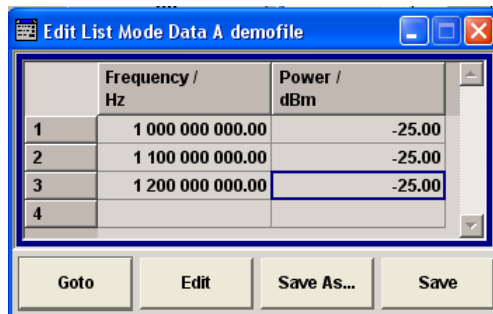 Edit List Mode Data A demofile
Frequency / Power /
Hz dBm
1 1 000 000 000.00 -25.00
2 1 100 000 000.00 -25.00
3 1 200 000 000.00 -25.00
4
Goto Edit Save As... Save